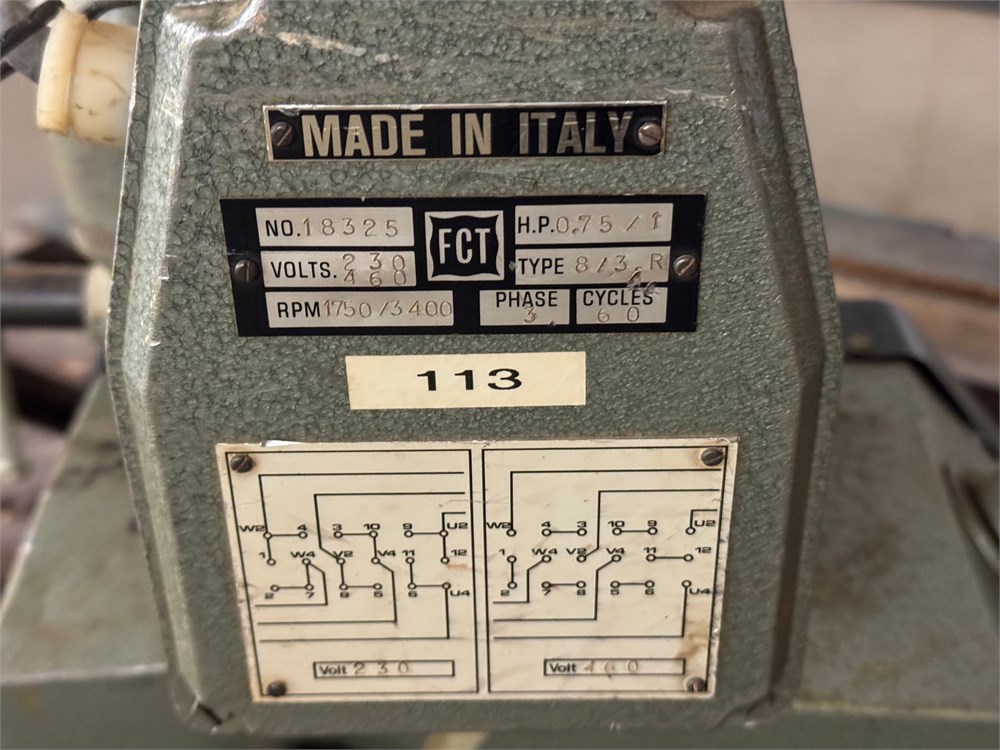 MADE IN ITALY
NO. 18325
FCT
H.P. 0.75/1
VOLTS. 230
460
TYPE 8/3 R
RPM 1750/3400
PHASE 3
CYCLES 60
113
W2 4 3 10 9 U2
1 W4 V2 V4 11 12
2 7 8 5 6 U4
Volt 230
W2 4 3 10 9 U2
1 W4 V2 V4 11 12
2 7 8 5 6 U4
Volt 460